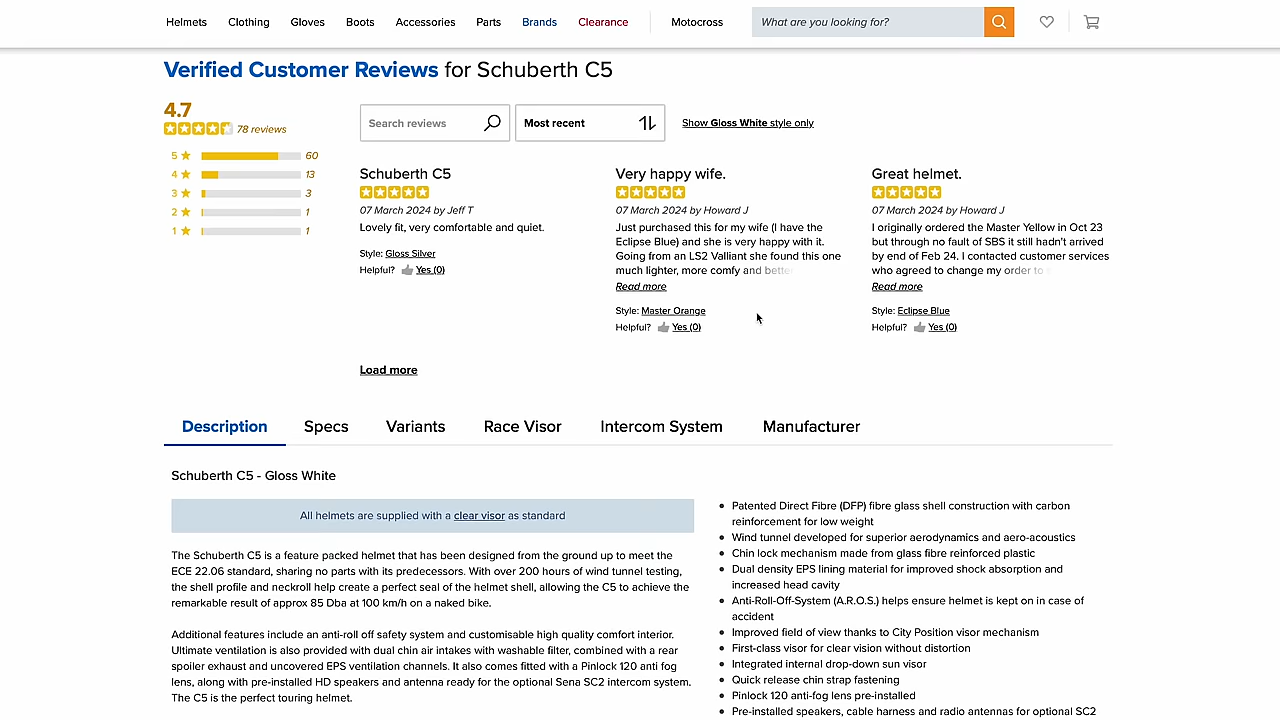 Helmets Clothing Gloves Boots Accessories Parts Brands Clearance Motocross What are you looking for?
Verified Customer Reviews for Schuberth C5
4.7
78 reviews
5 60
4 13
3 3
2 1
1 1
Search reviews Most recent Show Gloss White style only
Schuberth C5
07 March 2024 by Jeff T
Lovely fit, very comfortable and quiet.
Style: Gloss Silver
Helpful? Yes (0)
Very happy wife.
07 March 2024 by Howard J
Just purchased this for my wife (I have the
Eclipse Blue) and she is very happy with it.
Going from an LS2 Valliant she found this one
much lighter, more comfy and bette
Read more
Style: Master Orange
Helpful? Yes (0)
Great helmet.
07 March 2024 by Howard J
I originally ordered the Master Yellow in Oct 23
but through no fault of SBS it still hadn't arrived
by end of Feb 24. I contacted customer services
who agreed to change my order to
Read more
Style: Eclipse Blue
Helpful? Yes (0)
Load more
Description Specs Variants Race Visor Intercom System Manufacturer
Schuberth C5 - Gloss White
All helmets are supplied with a clear visor as standard
The Schuberth C5 is a feature packed helmet that has been designed from the ground up to meet the
ECE 22.06 standard, sharing no parts with its predecessors. With over 200 hours of wind tunnel testing,
the shell profile and neckroll help create a perfect seal of the helmet shell, allowing the C5 to achieve the
remarkable result of approx 85 Dba at 100 km/h on a naked bike.
Additional features include an anti-roll off safety system and customisable high quality comfort interior.
Ultimate ventilation is also provided with dual chin air intakes with washable filter, combined with a rear
spoiler exhaust and uncovered EPS ventilation channels. It also comes fitted with a Pinlock 120 anti fog
lens, along with pre-installed HD speakers and antenna ready for the optional Sena SC2 intercom system.
The C5 is the perfect touring helmet.
• Patented Direct Fibre (DFP) fibre glass shell construction with carbon
reinforcement for low weight
• Wind tunnel developed for superior aerodynamics and aero-acoustics
• Chin lock mechanism made from glass fibre reinforced plastic
• Dual density EPS lining material for improved shock absorption and
increased head cavity
• Anti-Roll-Off-System (A.R.O.S.) helps ensure helmet is kept on in case of
accident
• Improved field of view thanks to City Position visor mechanism
• First-class visor for clear vision without distortion
• Integrated internal drop-down sun visor
• Quick release chin strap fastening
• Pinlock 120 anti-fog lens pre-installed
• Pre-installed speakers, cable harness and radio antennas for optional SC2